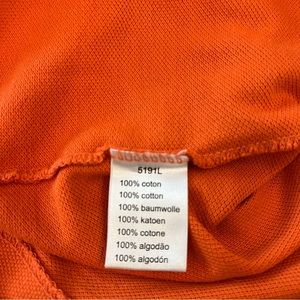 5191L
100% coton
100% cotton
100% baumwolle
100% katoen
100% cotone
100% algodão
100% algodón